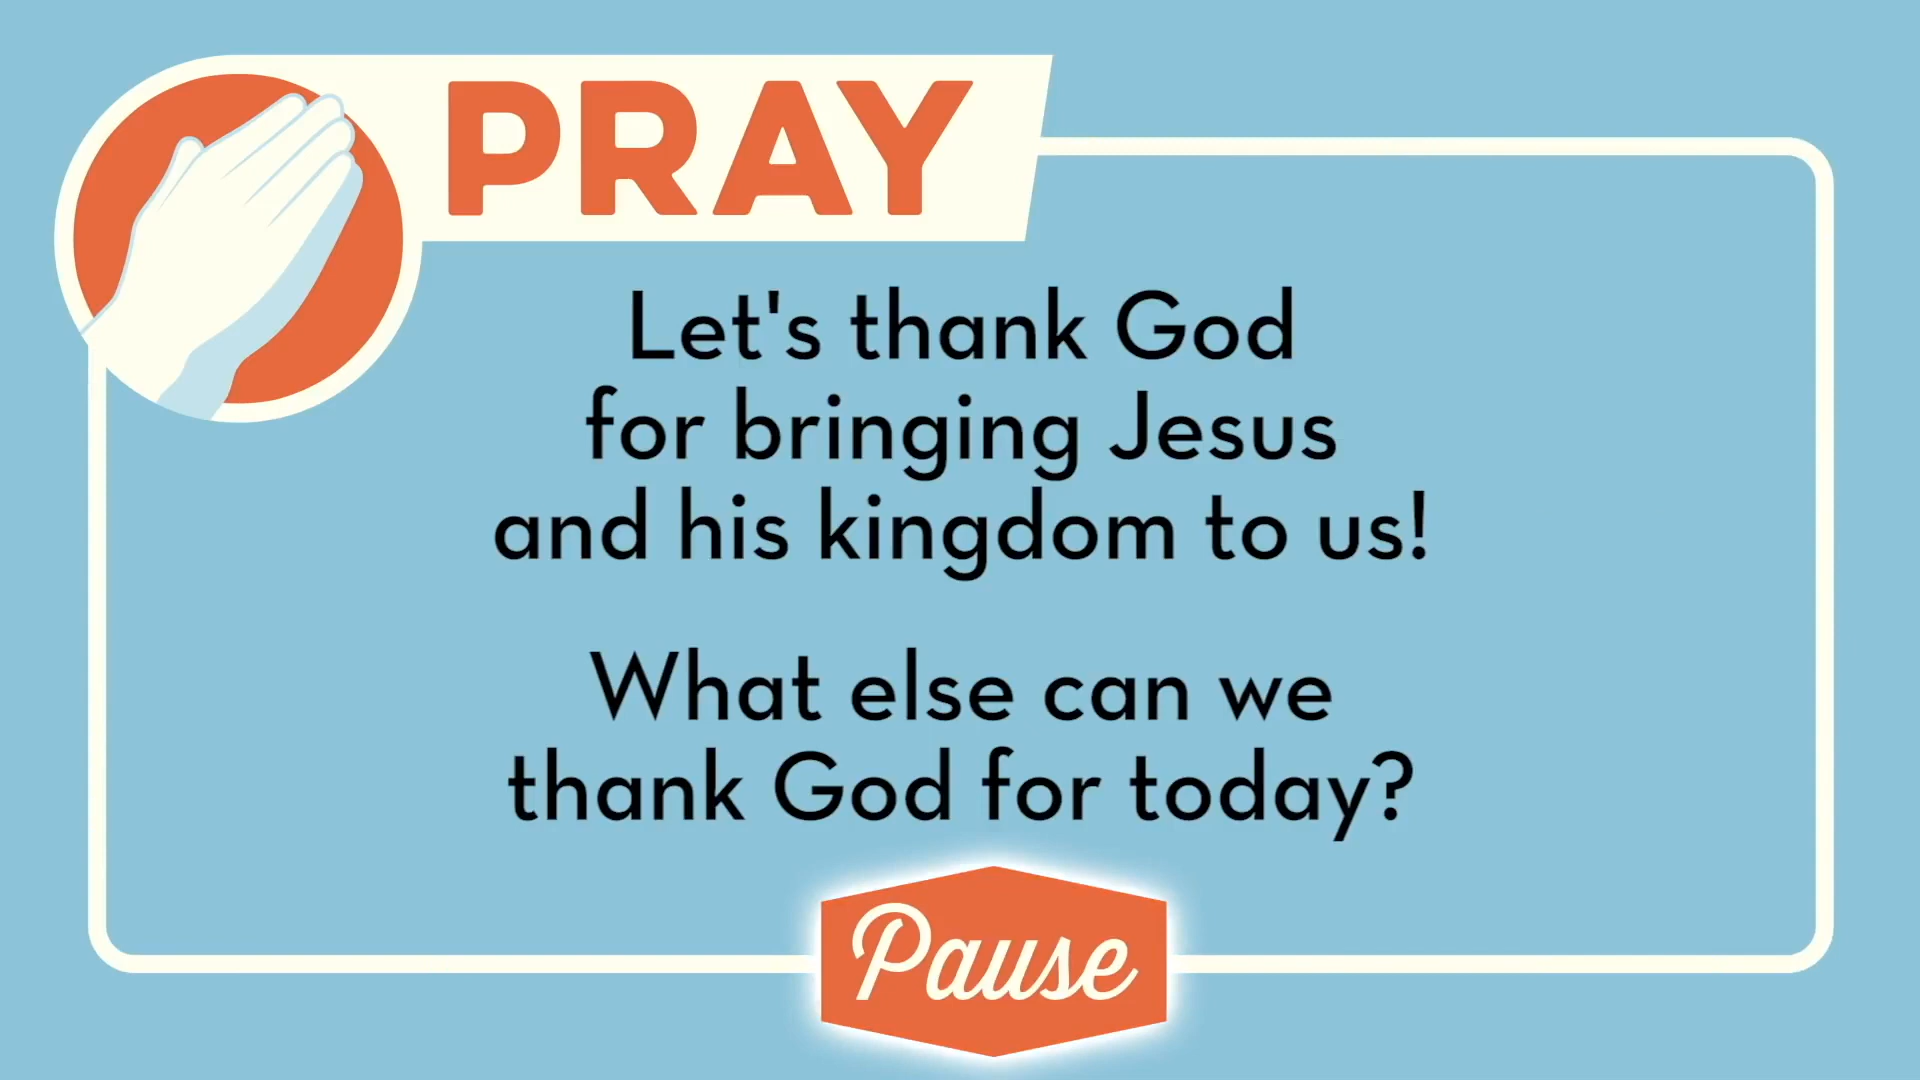 PRAY
Let's thank God
for bringing Jesus
and his kingdom to us!
What else can we
thank God for today?
Pause